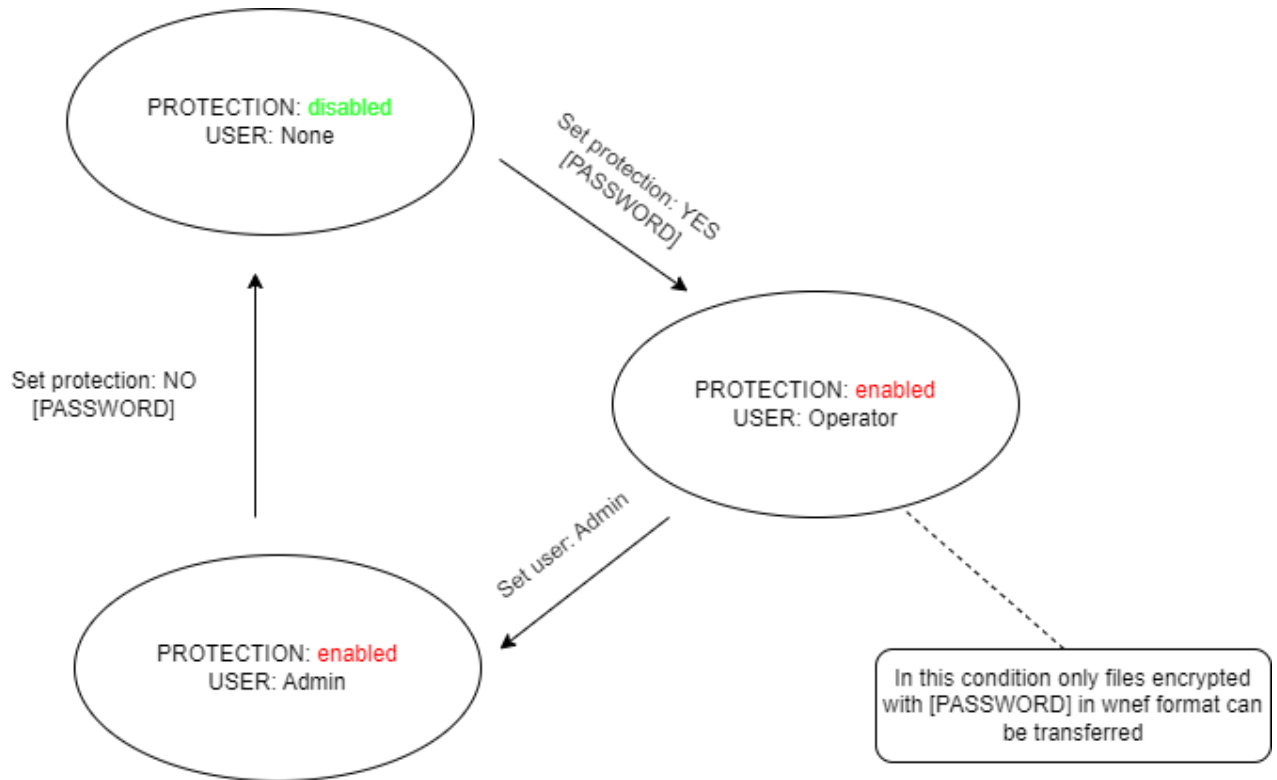 PROTECTION: disabled
USER: None
Set protection: YES
[PASSWORD]
PROTECTION: enabled
USER: Operator
Set protection: NO
[PASSWORD]
Set user: Admin
PROTECTION: enabled
USER: Admin
In this condition only files encrypted
with [PASSWORD] in wnef format can
be transferred